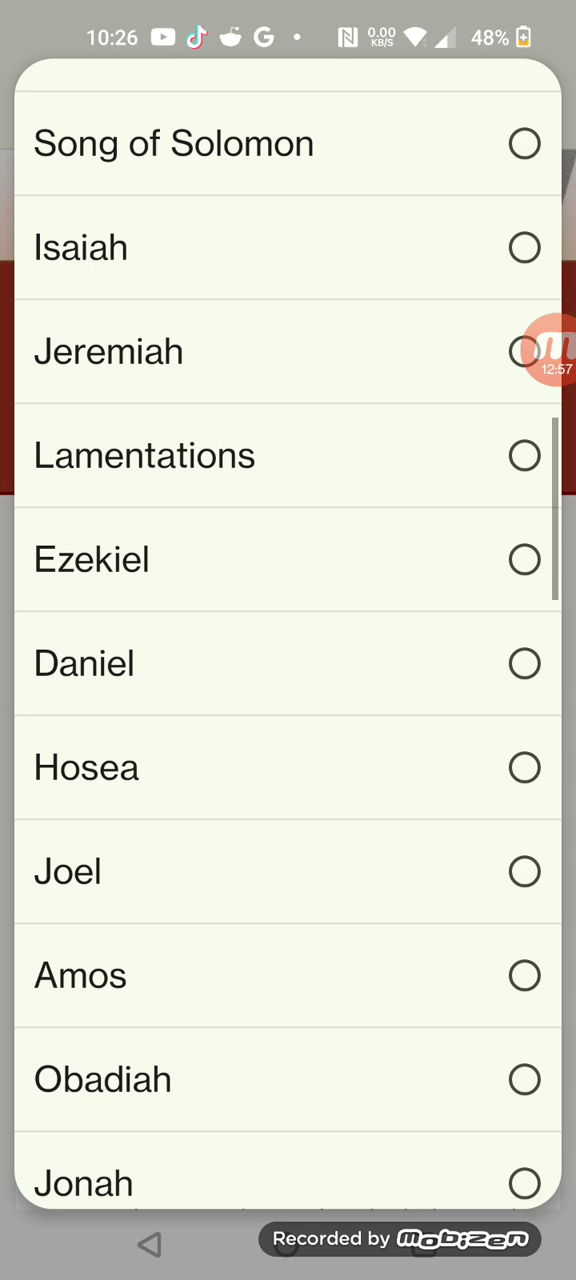 10:26
0.00
KB/S
48%
Song of Solomon
Isaiah
Jeremiah
12:57
Lamentations
Ezekiel
Daniel
Hosea
Joel
Amos
Obadiah
Jonah
Recorded by mobizen